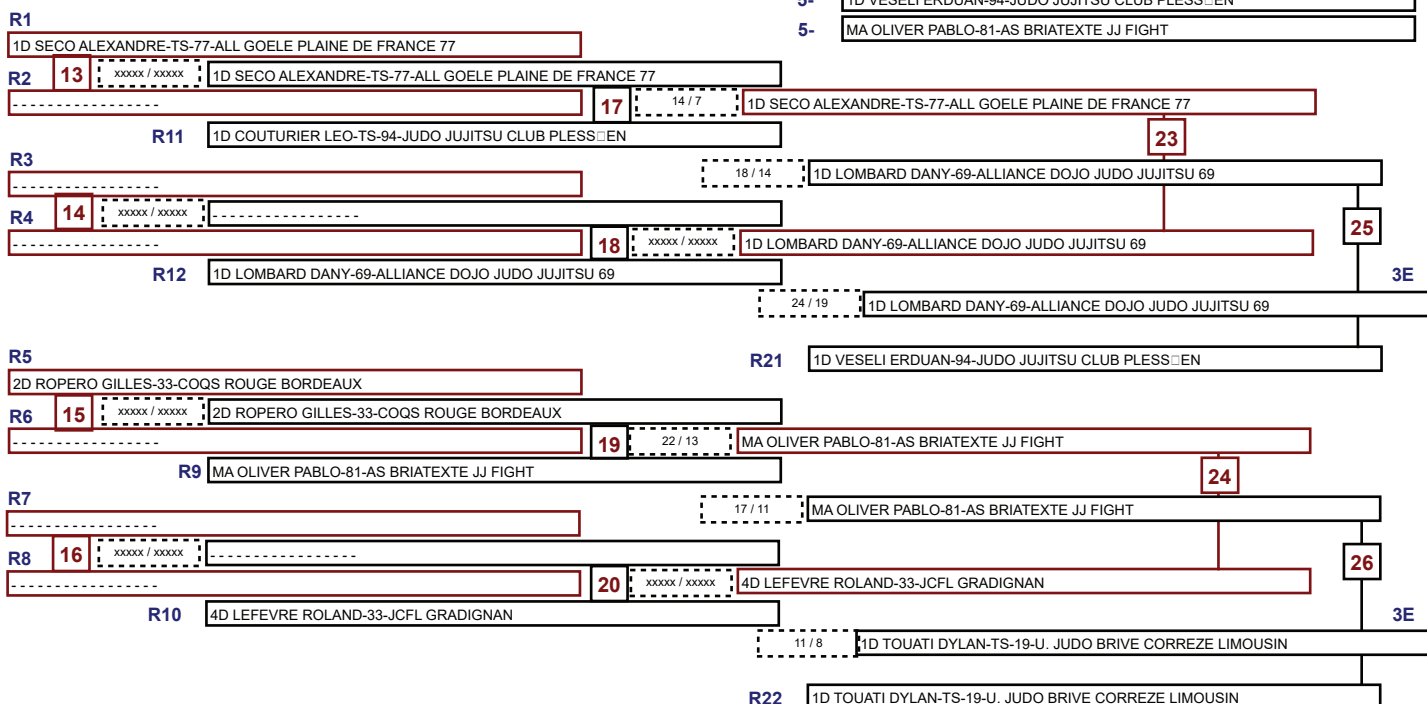 5- 1D VESELI ERDUAN-94-JUDO JUJITSU CLUB PLESS□EN
R1
5- MA OLIVER PABLO-81-AS BRIATEXTE JJ FIGHT
1D SECO ALEXANDRE-TS-77-ALL GOELE PLAINE DE FRANCE 77
R2 13 xxxxx / xxxxx 1D SECO ALEXANDRE-TS-77-ALL GOELE PLAINE DE FRANCE 77
- - - - - - - - - - - - - - - - 17 14 / 7 1D SECO ALEXANDRE-TS-77-ALL GOELE PLAINE DE FRANCE 77
R11 1D COUTURIER LEO-TS-94-JUDO JUJITSU CLUB PLESS□EN 23
R3
18 / 14 1D LOMBARD DANY-69-ALLIANCE DOJO JUDO JUJITSU 69
- - - - - - - - - - - - - - - -
R4 14 xxxxx / xxxxx - - - - - - - - - - - - - - - - 25
- - - - - - - - - - - - - - - - 18 xxxxx / xxxxx 1D LOMBARD DANY-69-ALLIANCE DOJO JUDO JUJITSU 69
R12 1D LOMBARD DANY-69-ALLIANCE DOJO JUDO JUJITSU 69 3E
24 / 19 1D LOMBARD DANY-69-ALLIANCE DOJO JUDO JUJITSU 69
R5
R21 1D VESELI ERDUAN-94-JUDO JUJITSU CLUB PLESS□EN
2D ROPERO GILLES-33-COQS ROUGE BORDEAUX
R6 15 xxxxx / xxxxx 2D ROPERO GILLES-33-COQS ROUGE BORDEAUX
- - - - - - - - - - - - - - - - 19 22 / 13 MA OLIVER PABLO-81-AS BRIATEXTE JJ FIGHT
R9 MA OLIVER PABLO-81-AS BRIATEXTE JJ FIGHT 24
R7
17 / 11 MA OLIVER PABLO-81-AS BRIATEXTE JJ FIGHT
- - - - - - - - - - - - - - - -
R8 16 xxxxx / xxxxx - - - - - - - - - - - - - - - - 26
- - - - - - - - - - - - - - - - 20 xxxxx / xxxxx 4D LEFEVRE ROLAND-33-JCFL GRADIGNAN
R10 4D LEFEVRE ROLAND-33-JCFL GRADIGNAN 3E
11 / 8 1D TOUATI DYLAN-TS-19-U. JUDO BRIVE CORREZE LIMOUSIN
R22 1D TOUATI DYLAN-TS-19-U. JUDO BRIVE CORREZE LIMOUSIN